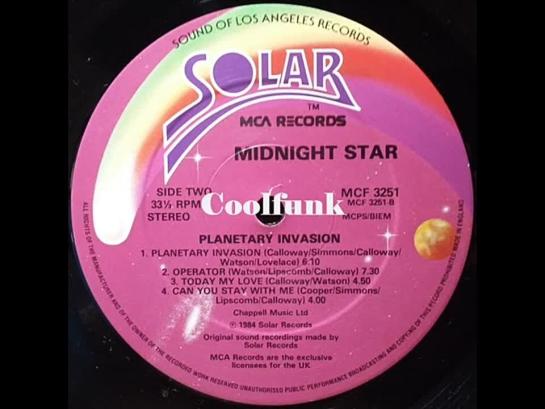 SOUND OF LOS ANGELES RECORDS
SOLAR
TM
MCA RECORDS
MIDNIGHT STAR
SIDE TWO
33⅓ RPM
STEREO
MCF 3251
MCF 3251-B
MCPS/BIEM
Coolfunk
PLANETARY INVASION
1. PLANETARY INVASION (Calloway/Simmons/Calloway/
Watson/Lovelace) 6:10
2. OPERATOR (Watson/Lipscomb/Calloway) 7.30
3. TODAY MY LOVE (Calloway/Watson) 4.50
4. CAN YOU STAY WITH ME (Cooper/Simmons/
Lipscomb/Calloway) 4.00
Chappell Music Ltd
℗ 1984 Solar Records
Original sound recordings made by
Solar Records
MCA Records are the exclusive
licensees for the UK
ALL RIGHTS OF THE MANUFACTURER AND OF THE OWNER OF THE RECORDED WORK RESERVED UNAUTHORISED PUBLIC PERFORMANCE BROADCASTING AND COPYING OF THIS RECORD PROHIBITED MADE IN ENGLAND